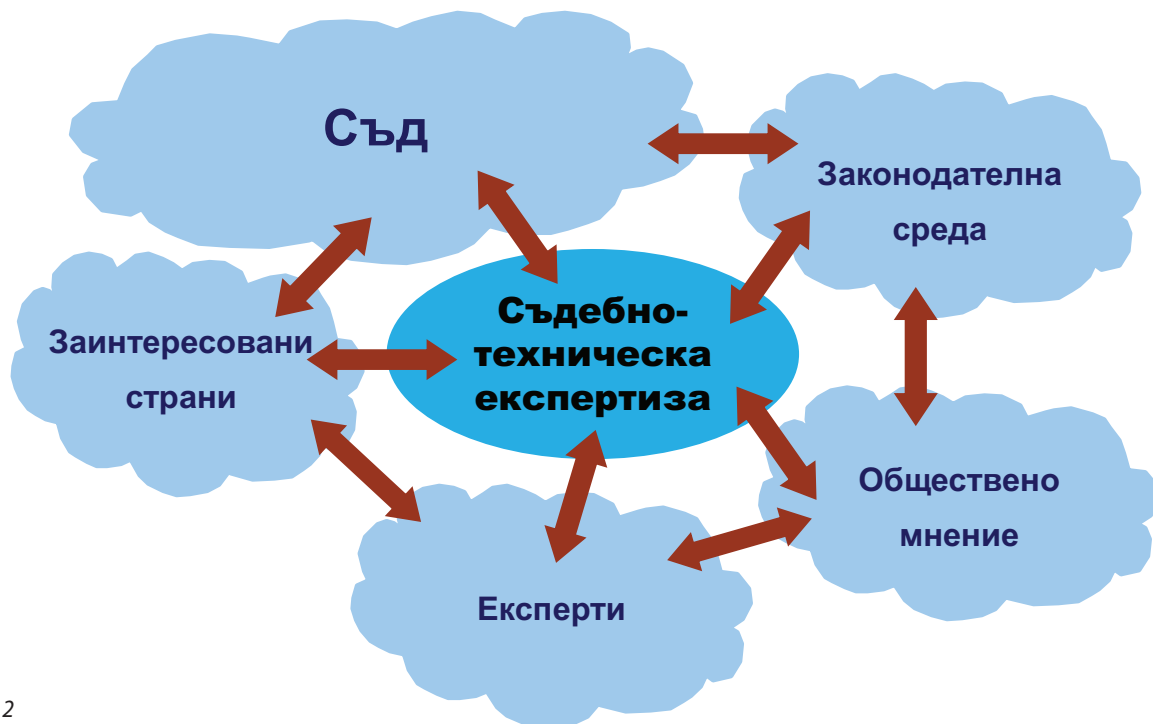 Съд
Законодателна
среда
Съдебно-
техническа
експертиза
Заинтересовани
страни
Обществено
мнение
Експерти
2